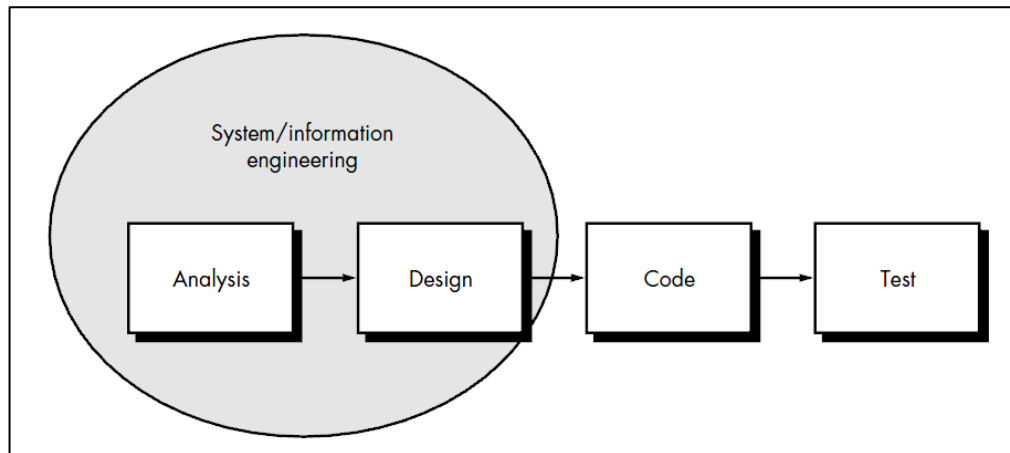 System/information
engineering
Analysis
Design
Code
Test